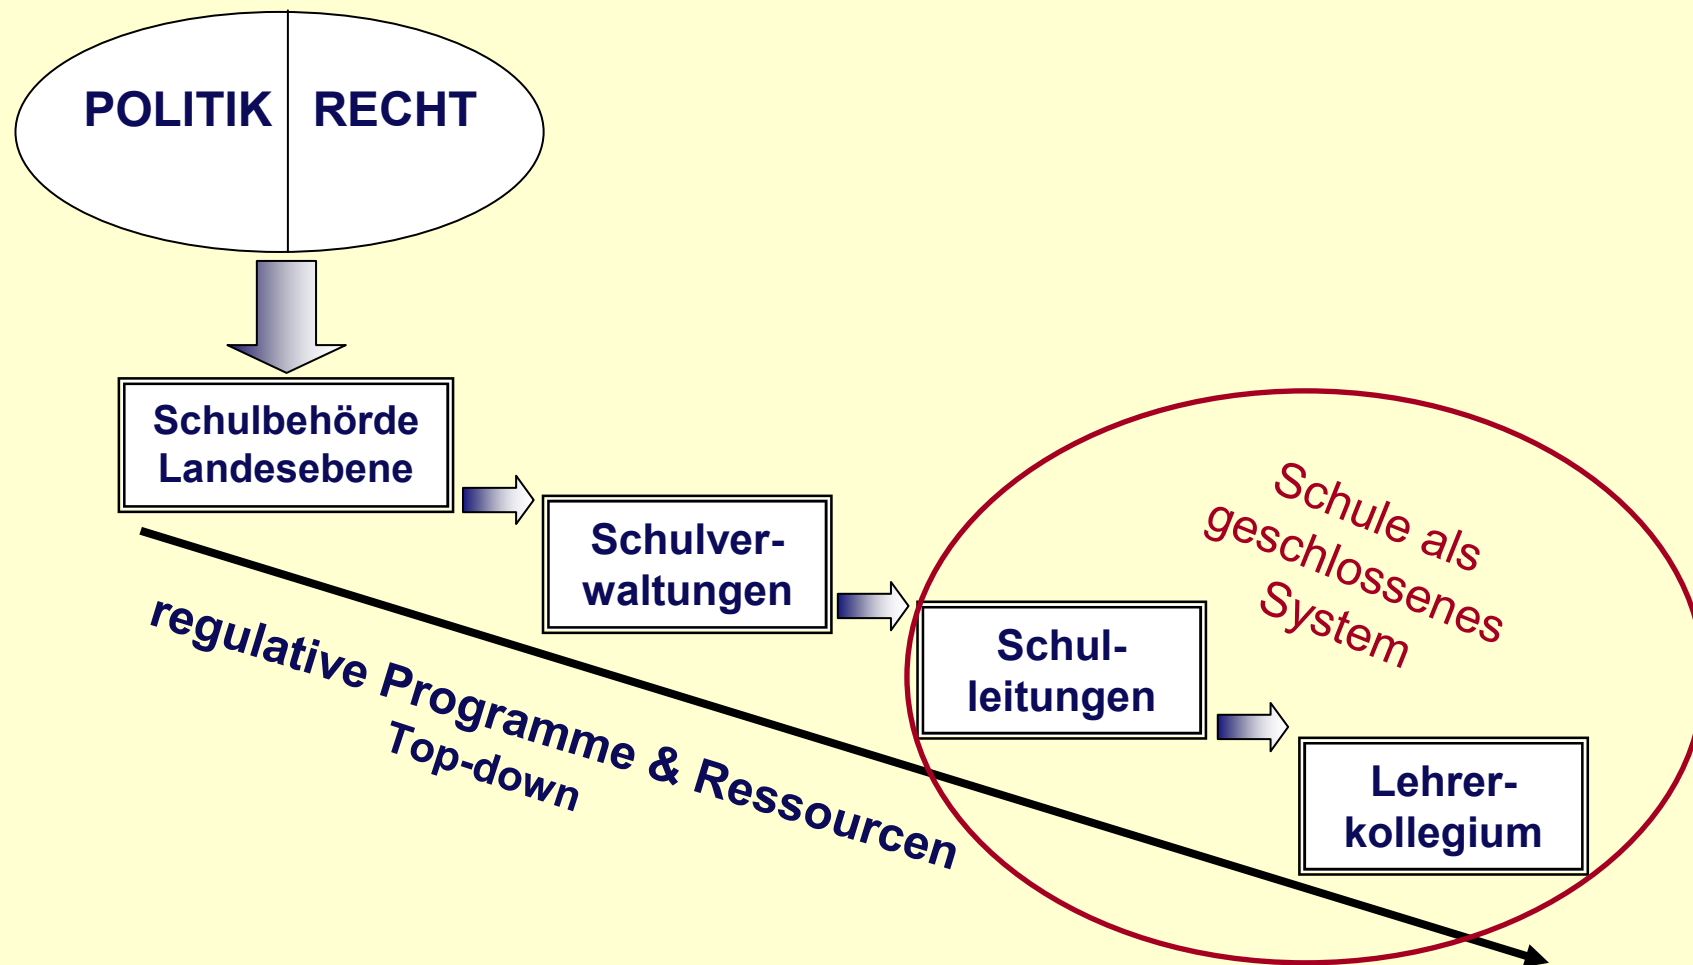 POLITIK RECHT
Schulbehörde
Landesebene
Schulver-
waltungen
Schul-
leitungen
Lehrer-
kollegium
Schule als
geschlossenes
System
regulative Programme & Ressourcen
Top-down